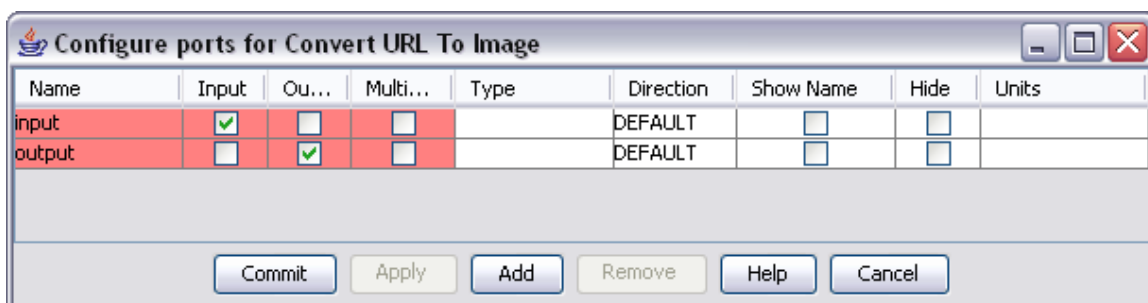 Configure ports for Convert URL To Image
Name Input Ou... Multi... Type Direction Show Name Hide Units
input DEFAULT
output DEFAULT
Commit Apply Add Remove Help Cancel